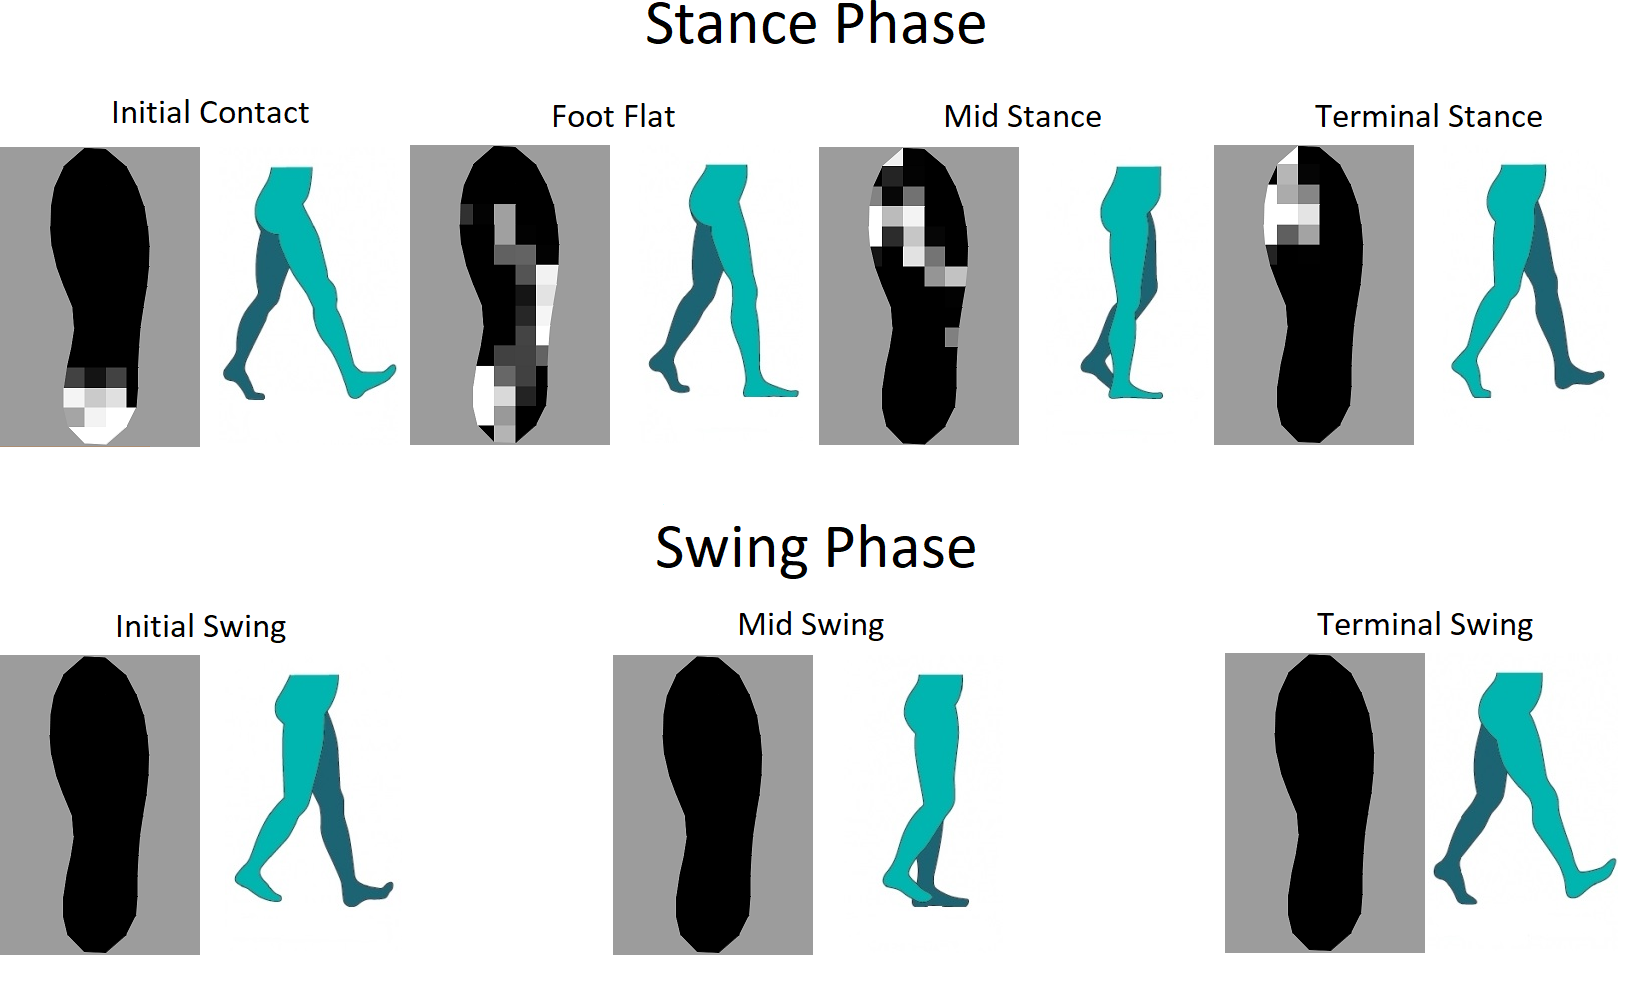 Stance Phase
Initial Contact
Foot Flat
Mid Stance
Terminal Stance
Swing Phase
Initial Swing
Mid Swing
Terminal Swing